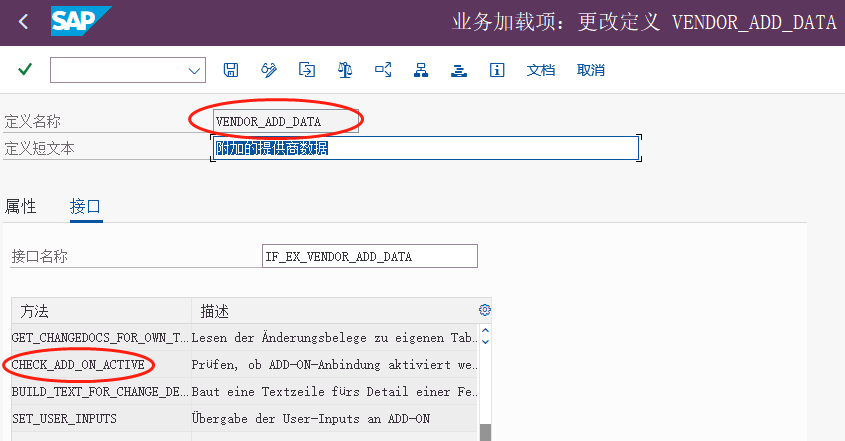 SAP
业务加载项: 更改定义 VENDOR_ADD_DATA
文档 取消
定义名称 VENDOR_ADD_DATA
定义短文本 附加的提供商数据
属性 接口
接口名称 IF_EX_VENDOR_ADD_DATA
方法 描述
GET_CHANGEDOCS_FOR_OWN_T... Lesen der Änderungsbelege zu eigenen Tab...
CHECK_ADD_ON_ACTIVE Prüfen, ob ADD-ON-Anbindung aktiviert we...
BUILD_TEXT_FOR_CHANGE_DE... Baut eine Textzeile fürs Detail einer Fe...
SET_USER_INPUTS Übergabe der User-Inputs an ADD-ON